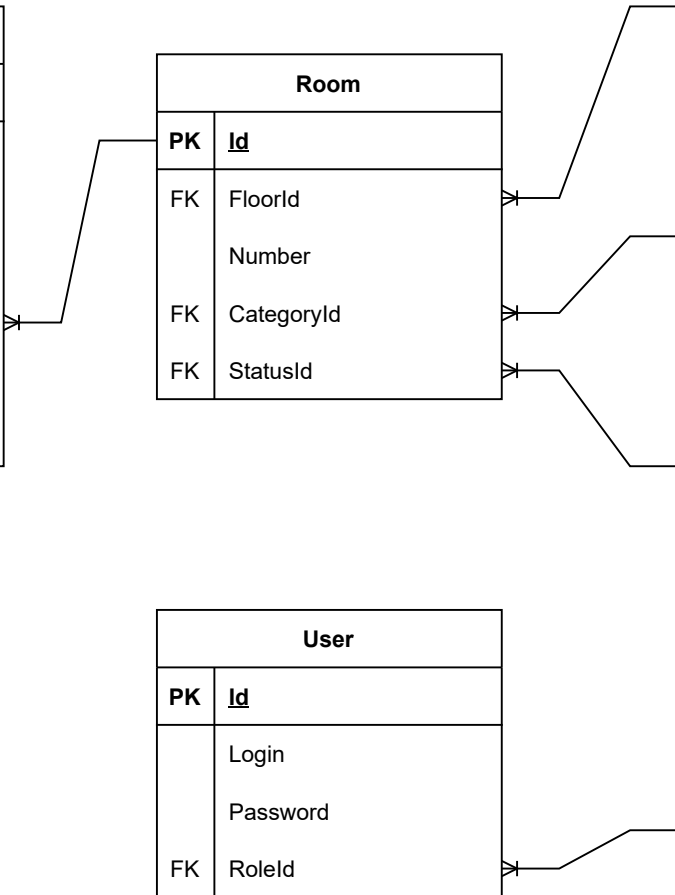 Room
PK Id
FK FloorId
Number
FK CategoryId
FK StatusId
User
PK Id
Login
Password
FK RoleId